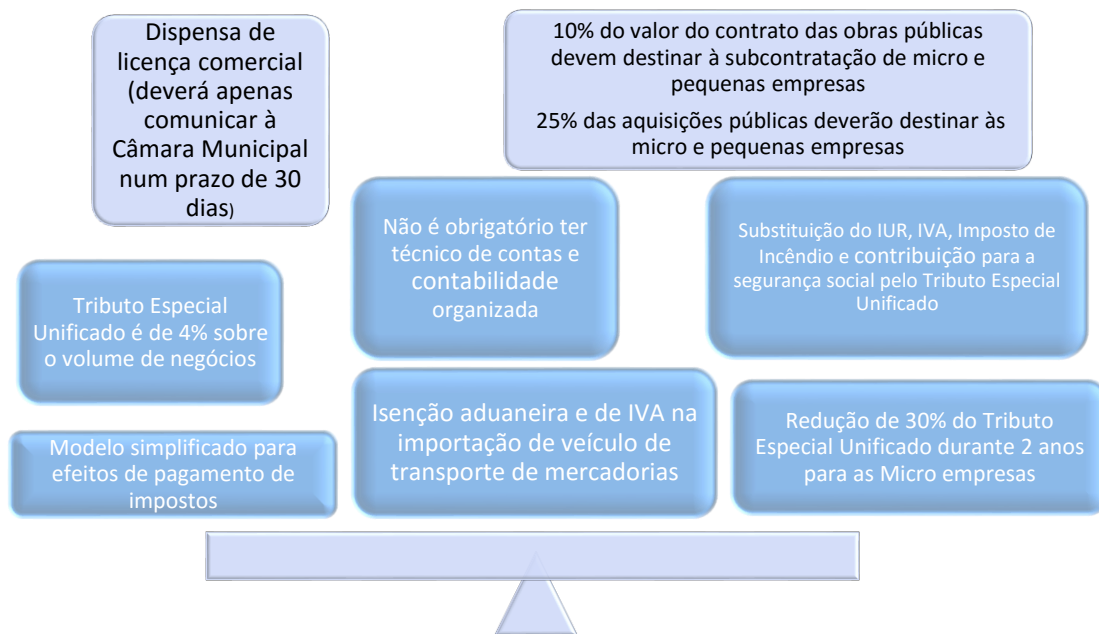 Dispensa de
licença comercial
(deverá apenas
comunicar à
Câmara Municipal
num prazo de 30
dias)
10% do valor do contrato das obras públicas
devem destinar à subcontratação de micro e
pequenas empresas
25% das aquisições públicas deverão destinar às
micro e pequenas empresas
Tributo Especial
Unificado é de 4% sobre
o volume de negócios
Não é obrigatório ter
técnico de contas e
contabilidade
organizada
Substituição do IUR, IVA, Imposto de
Incêndio e contribuição para a
segurança social pelo Tributo Especial
Unificado
Modelo simplificado para
efeitos de pagamento de
impostos
Isenção aduaneira e de IVA na
importação de veículo de
transporte de mercadorias
Redução de 30% do Tributo
Especial Unificado durante 2 anos
para as Micro empresas